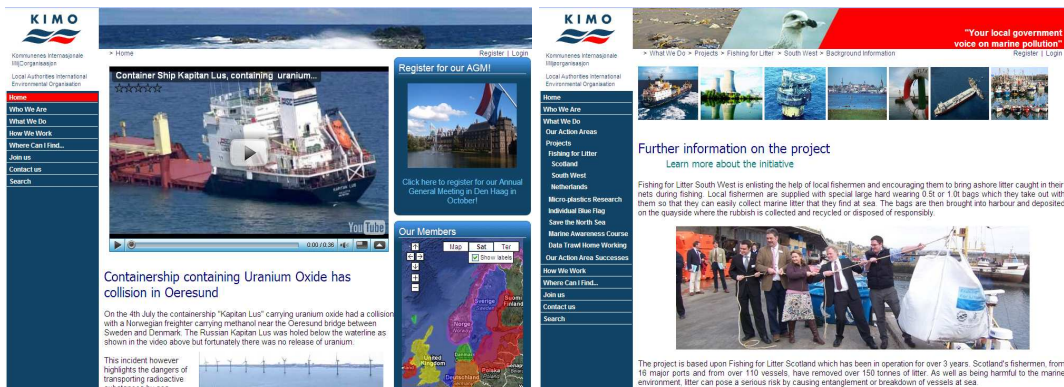 KIMO
Kommunenes Internasjonale
Miljöorganisasjon
Local Authorities International
Environmental Organisation
Home
Who We Are
What We Do
How We Work
Where Can I Find...
Join us
Contact us
Search
> Home
Register | Login
Container Ship Kapitan Lus, containing uranium...
YouTube
0:00 / 0:36
Containership containing Uranium Oxide has
collision in Oeresund
On the 4th July the containership "Kapitan Lus" carrying uranium oxide had a collision
with a Norwegian freighter carrying methanol near the Oeresund bridge between
Sweden and Denmark. The Russian Kapitan Lus was holed below the waterline as
shown in the video above but fortunately there was no release of uranium.
This incident however
highlights the dangers of
transporting radioactive
Register for our AGM!
Click here to register for our Annual
General Meeting in Den Haag in
October!
Our Members
Map Sat Ter
Show labels
Sverige
Suomi
Finland
Norge
Norway
United
Kingdom
Danmark
Deutschland
Polska
Poland
KIMO
Kommunenes Internasjonale
Miljøorganisasjon
Local Authorities International
Environmental Organisation
Home
Who We Are
What We Do
Our Action Areas
Projects
Fishing for Litter
Scotland
South West
Netherlands
Micro-plastics Research
Individual Blue Flag
Save the North Sea
Marine Awareness Course
Data Trawl Home Working
Our Action Area Successes
How We Work
Where Can I Find...
Join us
Contact us
Search
"Your local government
voice on marine pollution"
> What We Do > Projects > Fishing for Litter > South West > Background Information
Register | Login
Further information on the project
Learn more about the initiative
Fishing for Litter South West is enlisting the help of local fishermen and encouraging them to bring ashore litter caught in their
nets during fishing. Local fishermen are supplied with special large hard wearing 0.5t or 1.0t bags which they take out with
them so that they can easily collect marine litter that they find at sea. The bags are then brought into harbour and deposited
on the quayside where the rubbish is collected and recycled or disposed of responsibly.
The project is based upon Fishing for Litter Scotland which has been in operation for over 3 years. Scotland's fishermen, from
16 major ports and from over 110 vessels, have removed over 150 tonnes of litter. As well as being harmful to the marine
environment, litter can pose a serious risk by causing entanglement or breakdown of vessels at sea.